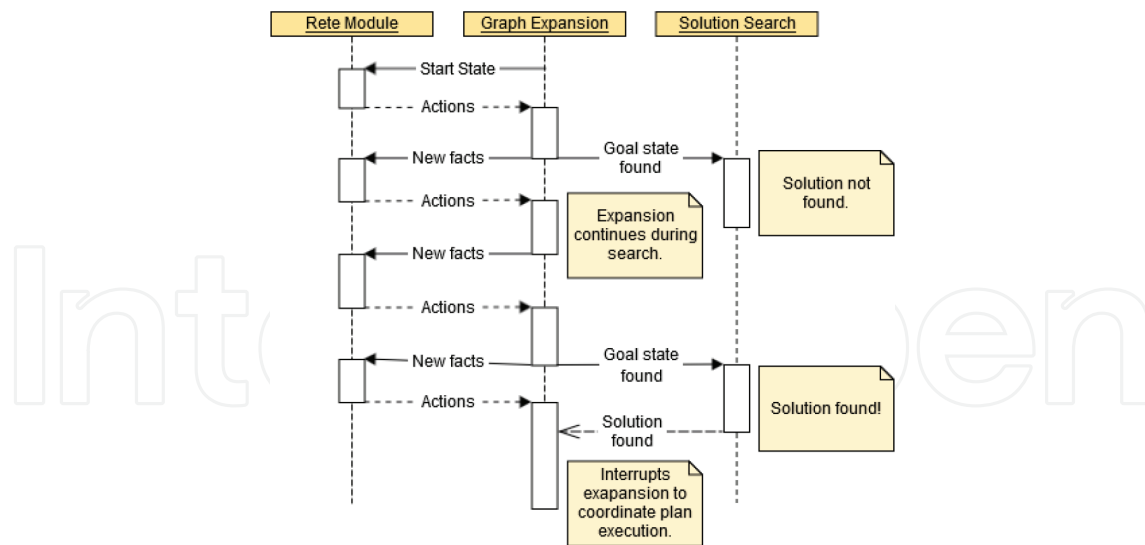 Rete Module
Graph Expansion
Solution Search
Start State
Actions
New facts
Goal state
found
Solution not
found.
Actions
Expansion
continues during
search.
New facts
Actions
New facts
Goal state
found
Solution found!
Actions
Solution
found
Interrupts
exapansion to
coordinate plan
execution.